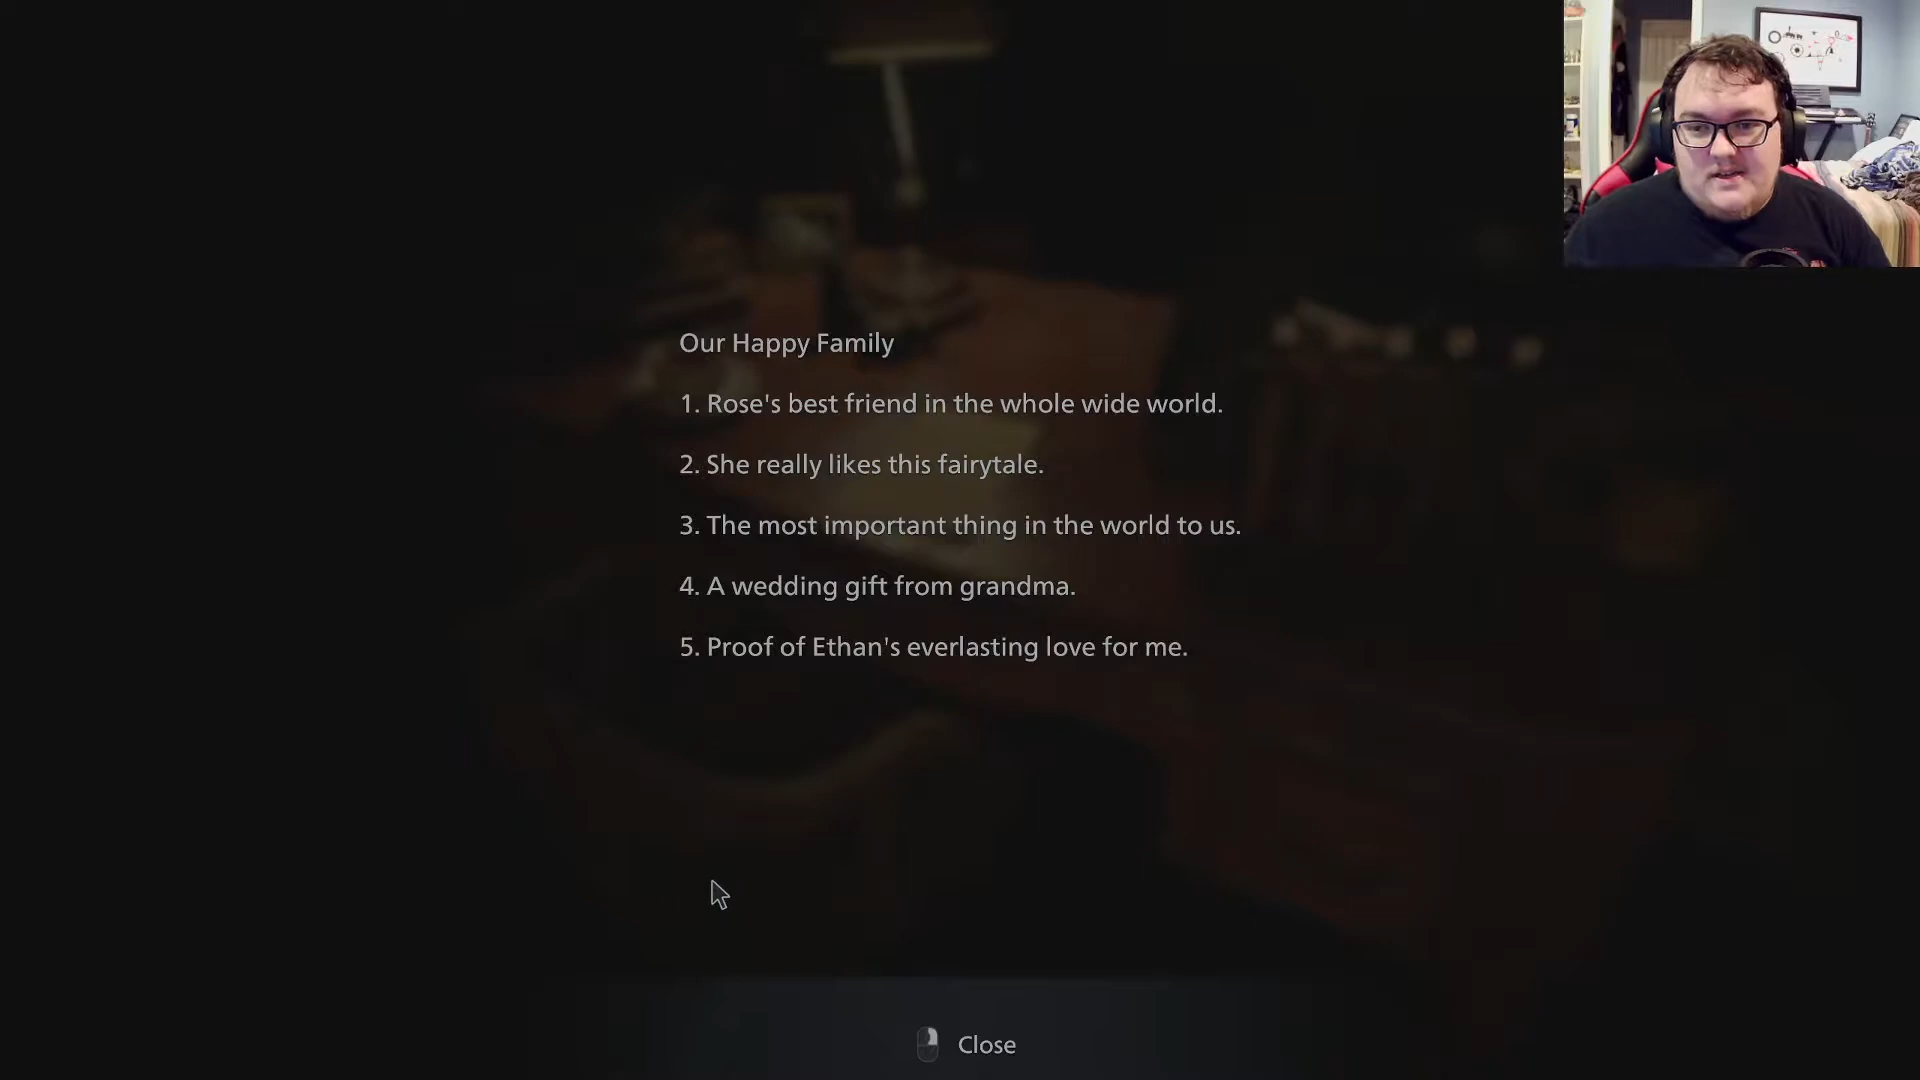 Our Happy Family
1. Rose's best friend in the whole wide world.
2. She really likes this fairytale.
3. The most important thing in the world to us.
4. A wedding gift from grandma.
5. Proof of Ethan's everlasting love for me.
Close